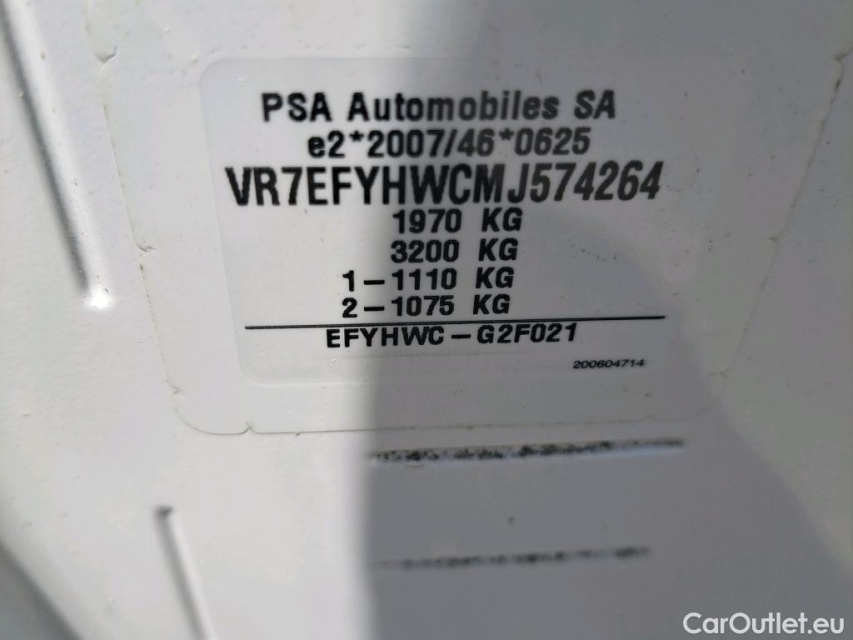 PSA Automobiles SA
e2*2007/46*0625
VR7EFYHWCMJ574264
1970 KG
3200 KG
1-1110 KG
2-1075 KG
EFYHWC-G2F021
200604714
CarOutlet.eu